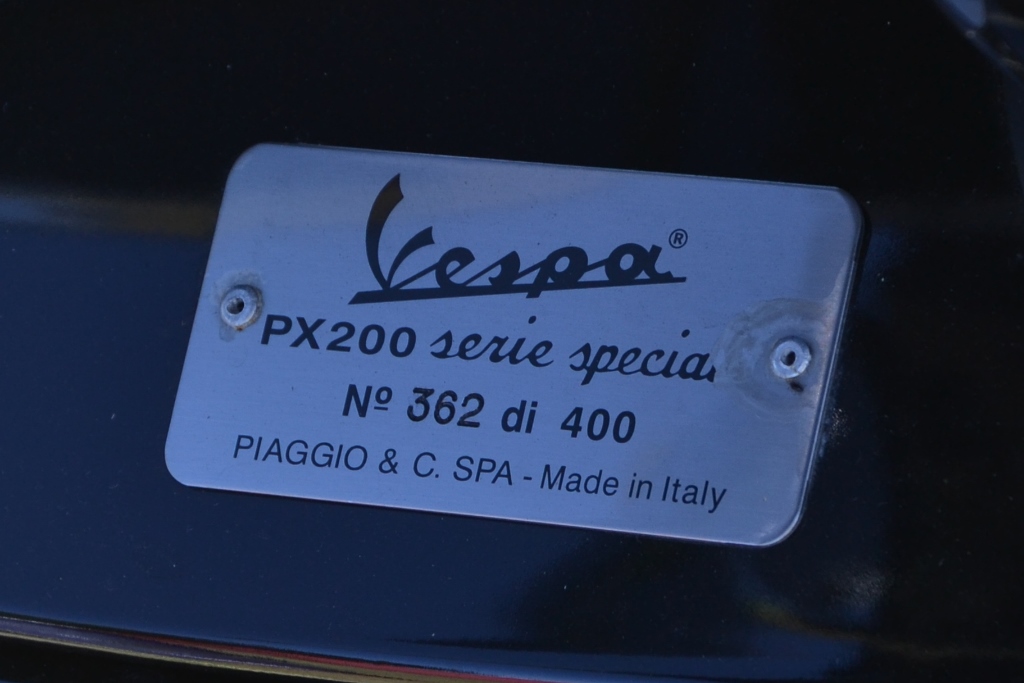 Vespa®
PX200 serie special
Nº 362 di 400
PIAGGIO & C. SPA - Made in Italy